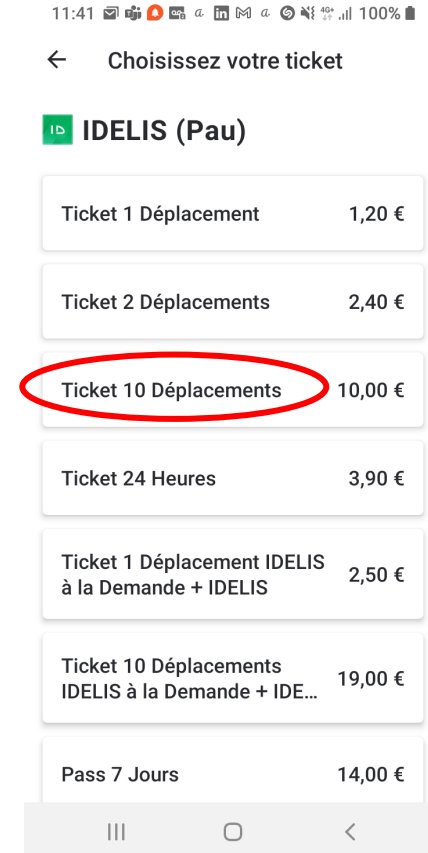 11:41
100%
Choisissez votre ticket
ID IDELIS (Pau)
Ticket 1 Déplacement 1,20 €
Ticket 2 Déplacements 2,40 €
Ticket 10 Déplacements 10,00 €
Ticket 24 Heures 3,90 €
Ticket 1 Déplacement IDELIS
à la Demande + IDELIS 2,50 €
Ticket 10 Déplacements
IDELIS à la Demande + IDE... 19,00 €
Pass 7 Jours 14,00 €